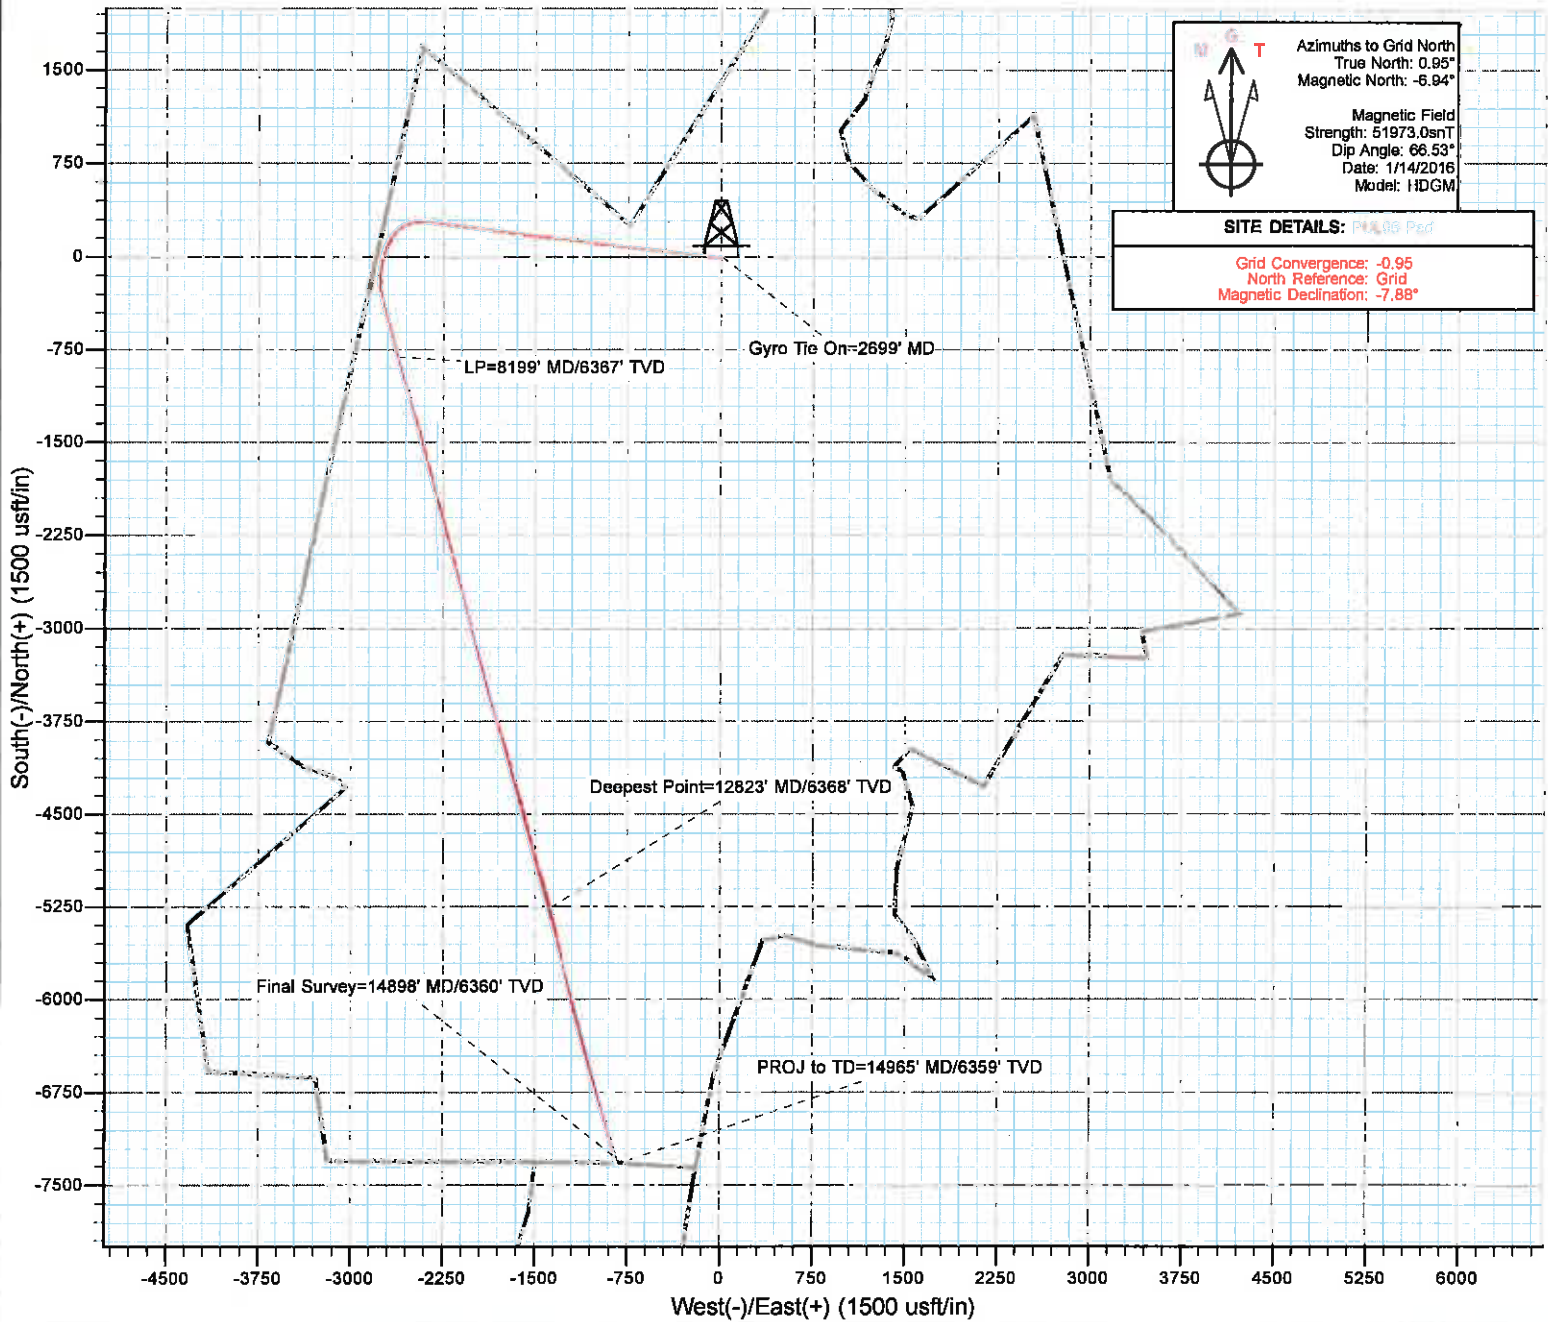 M G T
Azimuths to Grid North
True North: 0.95°
Magnetic North: -6.94°
Magnetic Field
Strength: 51973.0snT
Dip Angle: 66.53°
Date: 1/14/2016
Model: HDGM
SITE DETAILS: Pad
Grid Convergence: -0.95
North Reference: Grid
Magnetic Declination: -7.88°
1500
750
0
-750
-1500
-2250
-3000
-3750
-4500
-5250
-6000
-6750
-7500
South(-)/North(+) (1500 usft/in)
Gyro Tie On=2699' MD
LP=8199' MD/6367' TVD
Deepest Point=12823' MD/6368' TVD
Final Survey=14898' MD/6360' TVD
PROJ to TD=14965' MD/6359' TVD
-4500 -3750 -3000 -2250 -1500 -750 0 750 1500 2250 3000 3750 4500 5250 6000
West(-)/East(+) (1500 usft/in)